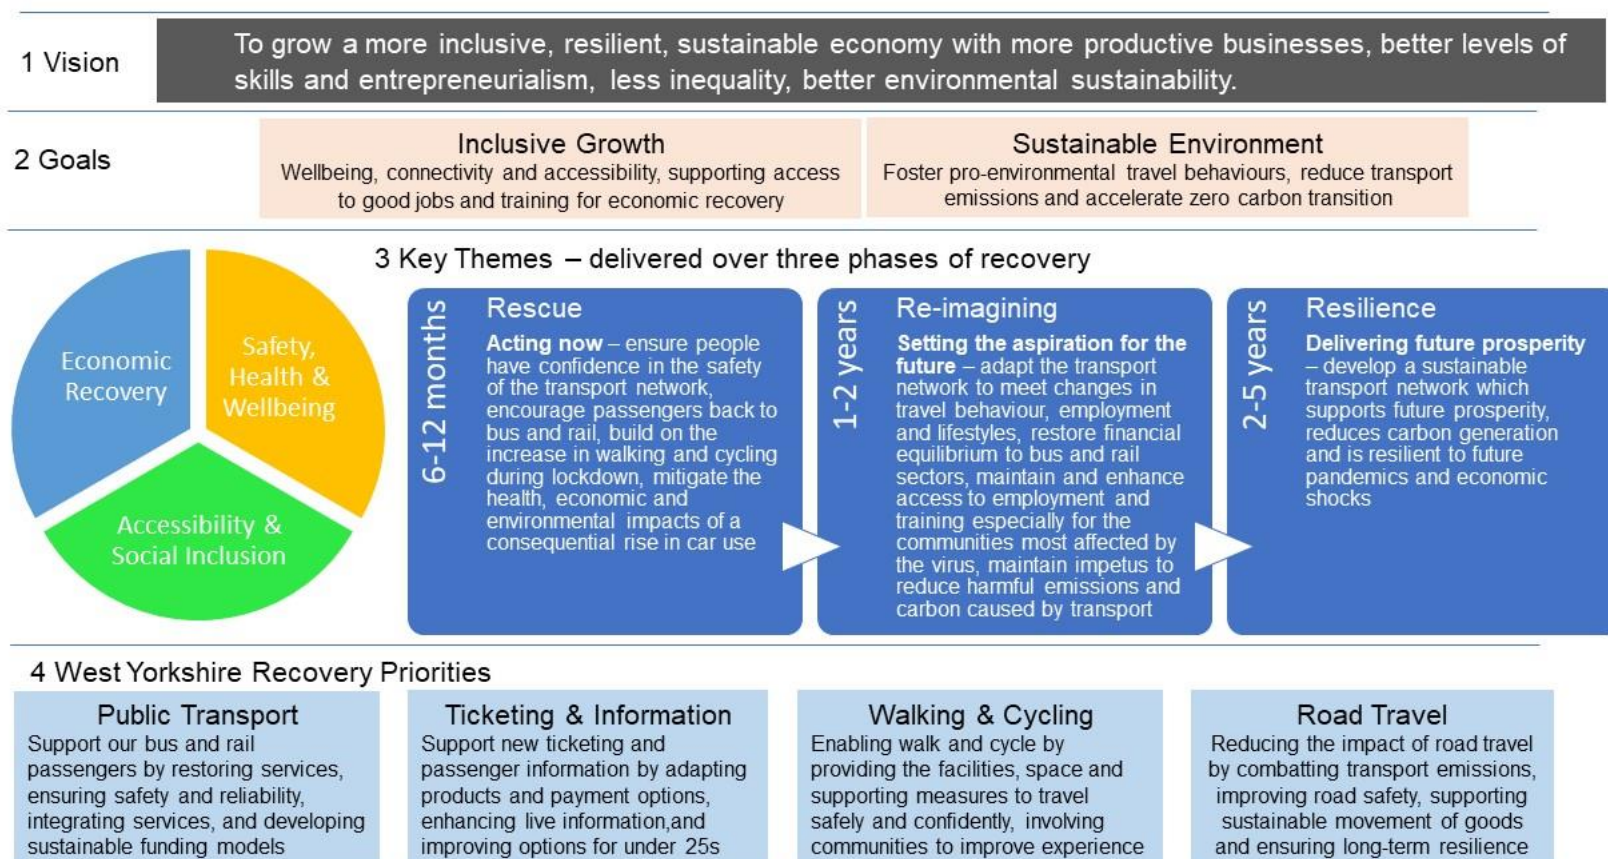 1 Vision
To grow a more inclusive, resilient, sustainable economy with more productive businesses, better levels of
skills and entrepreneurialism, less inequality, better environmental sustainability.
2 Goals
Inclusive Growth
Wellbeing, connectivity and accessibility, supporting access
to good jobs and training for economic recovery
Sustainable Environment
Foster pro-environmental travel behaviours, reduce transport
emissions and accelerate zero carbon transition
3 Key Themes – delivered over three phases of recovery
Economic
Recovery
Safety,
Health &
Wellbeing
Accessibility &
Social Inclusion
6-12 months
Rescue
Acting now – ensure people
have confidence in the safety
of the transport network,
encourage passengers back to
bus and rail, build on the
increase in walking and cycling
during lockdown, mitigate the
health, economic and
environmental impacts of a
consequential rise in car use
1-2 years
Re-imagining
Setting the aspiration for the
future – adapt the transport
network to meet changes in
travel behaviour, employment
and lifestyles, restore financial
equilibrium to bus and rail
sectors, maintain and enhance
access to employment and
training especially for the
communities most affected by
the virus, maintain impetus to
reduce harmful emissions and
carbon caused by transport
2-5 years
Resilience
Delivering future prosperity
– develop a sustainable
transport network which
supports future prosperity,
reduces carbon generation
and is resilient to future
pandemics and economic
shocks
4 West Yorkshire Recovery Priorities
Public Transport
Support our bus and rail
passengers by restoring services,
ensuring safety and reliability,
integrating services, and developing
sustainable funding models
Ticketing & Information
Support new ticketing and
passenger information by adapting
products and payment options,
enhancing live information,and
improving options for under 25s
Walking & Cycling
Enabling walk and cycle by
providing the facilities, space and
supporting measures to travel
safely and confidently, involving
communities to improve experience
Road Travel
Reducing the impact of road travel
by combatting transport emissions,
improving road safety, supporting
sustainable movement of goods
and ensuring long-term resilience